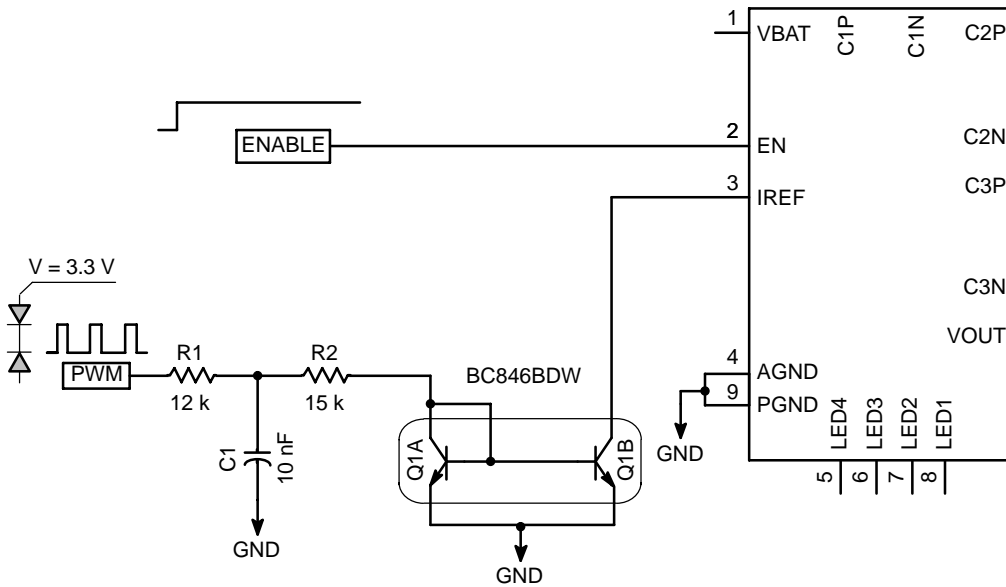 1
VBAT
C1P
C1N
C2P
ENABLE
2
EN
C2N
3
IREF
C3P
V = 3.3 V
C3N
VOUT
PWM
R1
12 k
R2
15 k
BC846BDW
4
AGND
9
PGND
GND
C1
10 nF
Q1A
Q1B
LED4
LED3
LED2
LED1
5
6
7
8
GND
GND